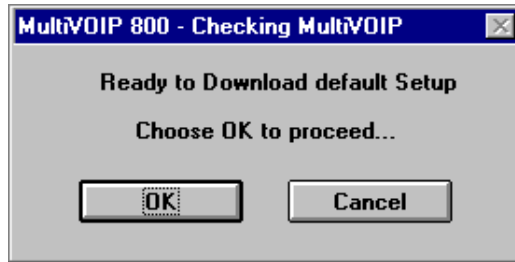 MultiVOIP 800 - Checking MultiVOIP
Ready to Download default Setup
Choose OK to proceed...
OK
Cancel